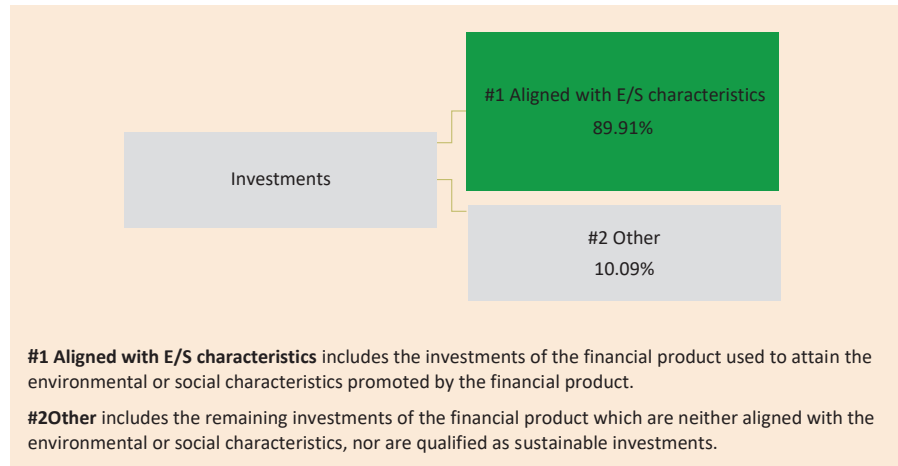 #1 Aligned with E/S characteristics
89.91%
Investments
#2 Other
10.09%
#1 Aligned with E/S characteristics includes the investments of the financial product used to attain the
environmental or social characteristics promoted by the financial product.
#2Other includes the remaining investments of the financial product which are neither aligned with the
environmental or social characteristics, nor are qualified as sustainable investments.